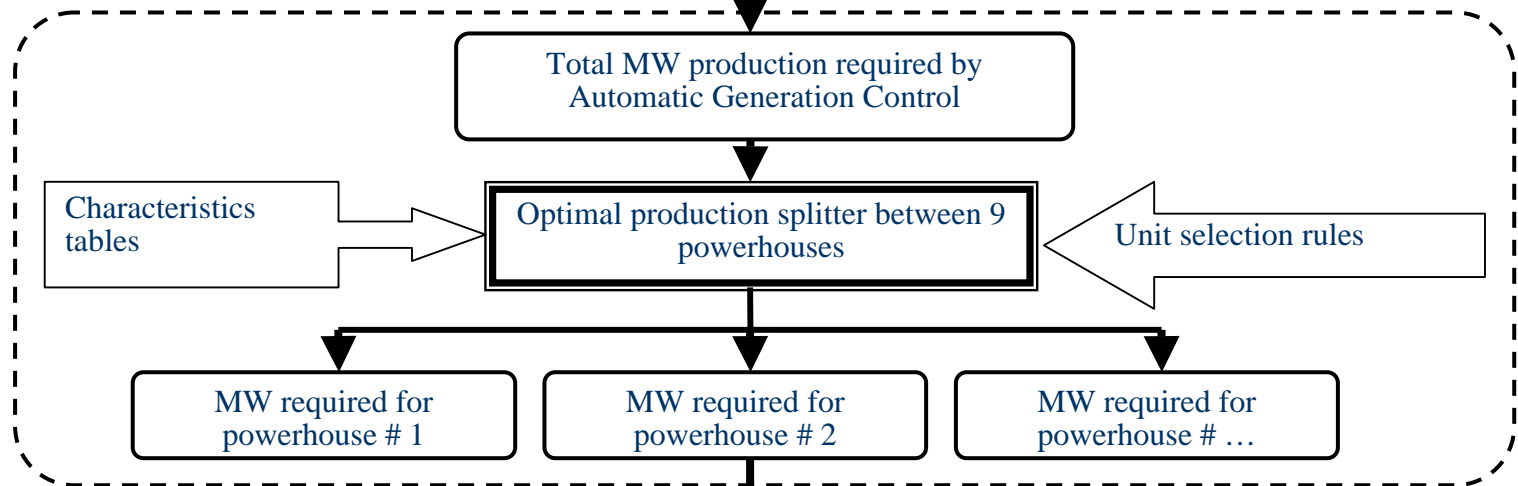 Total MW production required by
Automatic Generation Control
Characteristics
tables
Optimal production splitter between 9
powerhouses
Unit selection rules
MW required for
powerhouse # 1
MW required for
powerhouse # 2
MW required for
powerhouse # …